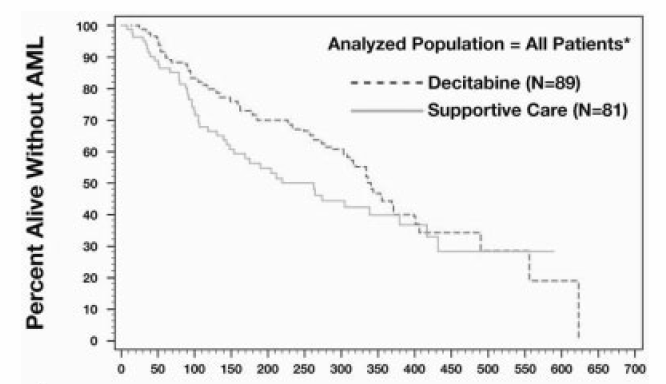 Percent Alive Without AML
100
90
80
70
60
50
40
30
20
10
0
Analyzed Population = All Patients*
Decitabine (N=89)
Supportive Care (N=81)
0 50 100 150 200 250 300 350 400 450 500 550 600 650 700